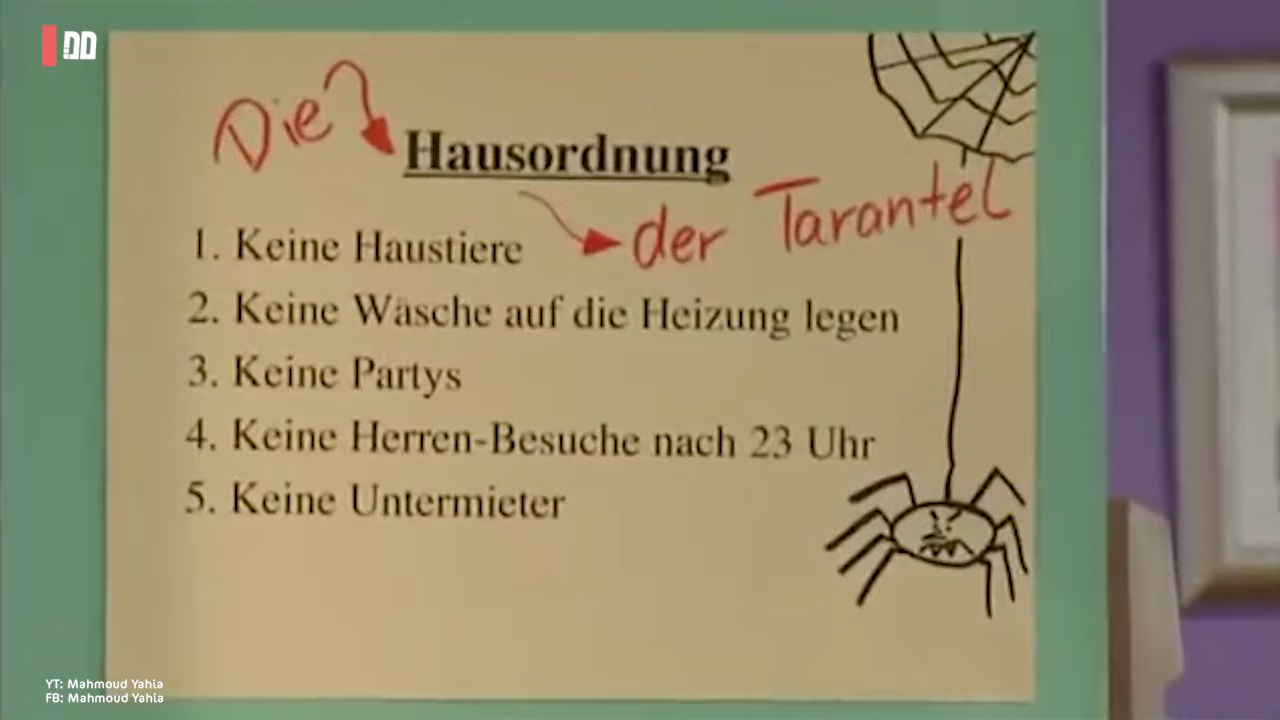 DD
Die
Hausordnung
der Tarantel
1. Keine Haustiere
2. Keine Wäsche auf die Heizung legen
3. Keine Partys
4. Keine Herren-Besuche nach 23 Uhr
5. Keine Untermieter
YT: Mahmoud Yahia
FB: Mahmoud Yahia